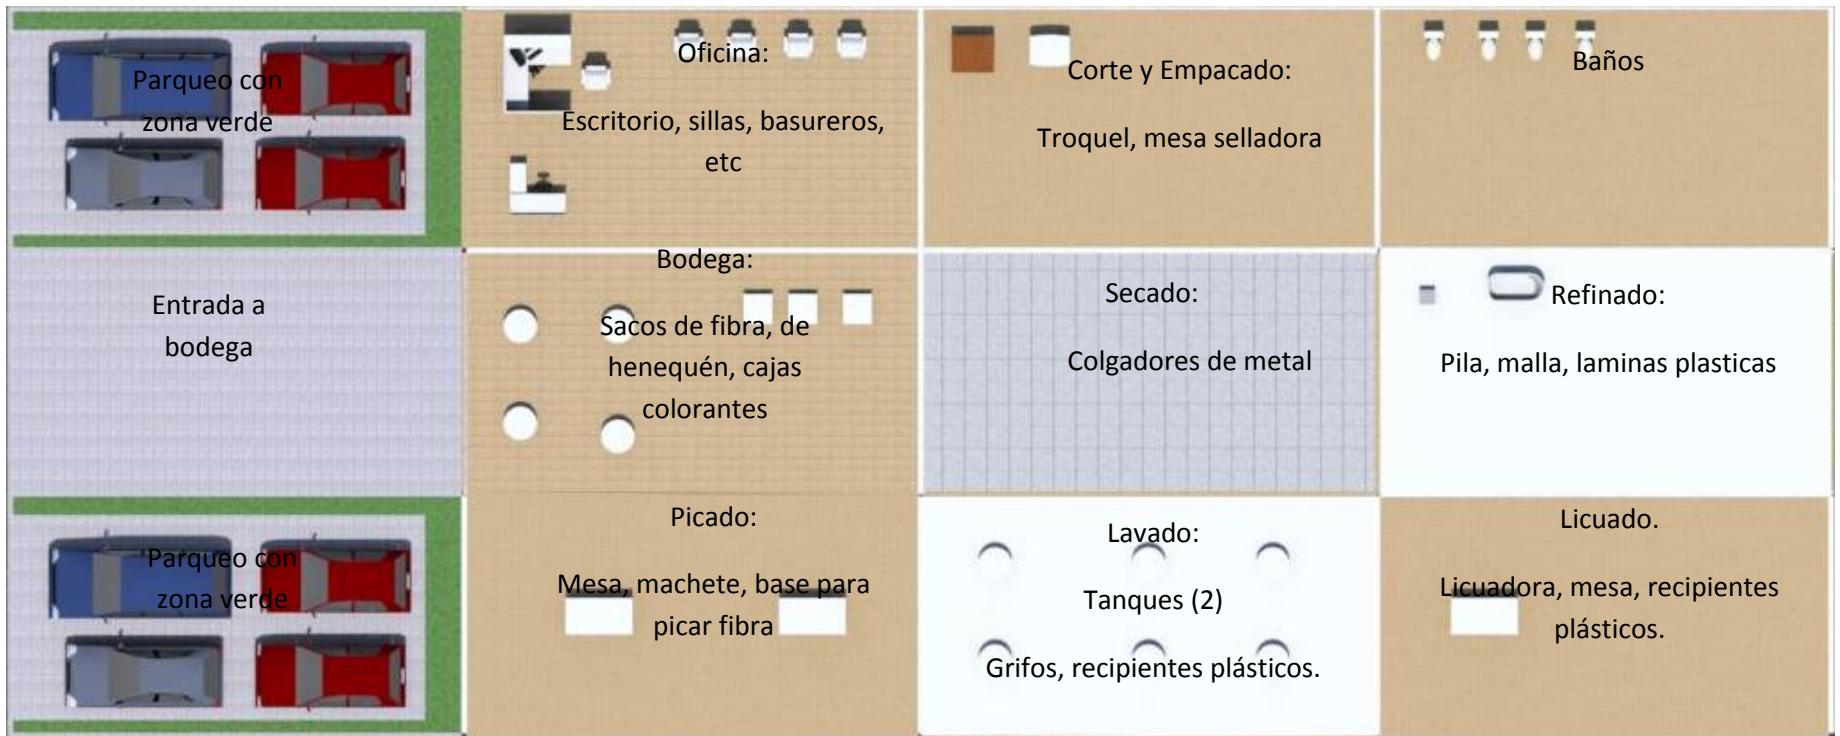 Parqueo con
zona verde
Oficina:
Escritorio, sillas, basureros,
etc
Corte y Empacado:
Troquel, mesa selladora
Baños
Entrada a
bodega
Bodega:
Sacos de fibra, de
henequén, cajas
colorantes
Secado:
Colgadores de metal
Refinado:
Pila, malla, laminas plasticas
Parqueo con
zona verde
Picado:
Mesa, machete, base para
picar fibra
Lavado:
Tanques (2)
Grifos, recipientes plásticos.
Licuado.
Licuadora, mesa, recipientes
plásticos.